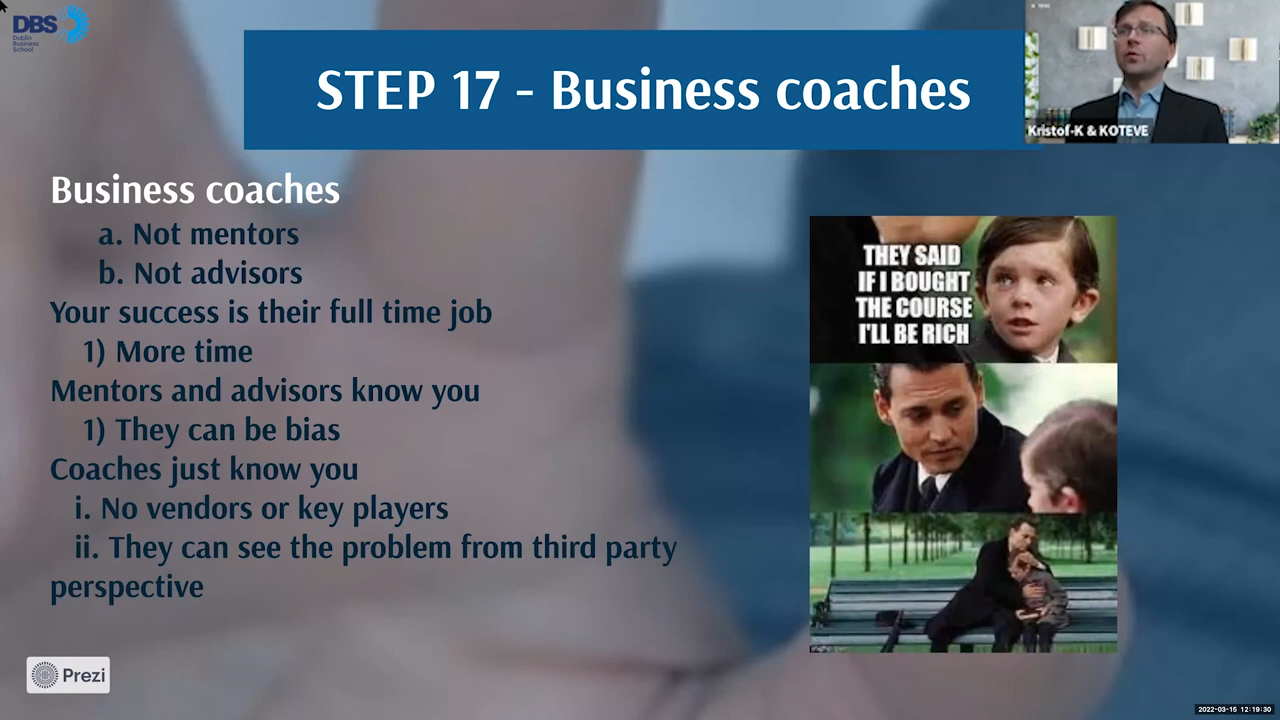 DBS
Dublin
Business
School
STEP 17 - Business coaches
Kristof-K & KOTEVE
Business coaches
a. Not mentors
b. Not advisors
Your success is their full time job
1) More time
Mentors and advisors know you
1) They can be bias
Coaches just know you
i. No vendors or key players
ii. They can see the problem from third party
perspective
THEY SAID
IF I BOUGHT
THE COURSE
I'LL BE RICH
Prezi
2022-03-15 12:19:30